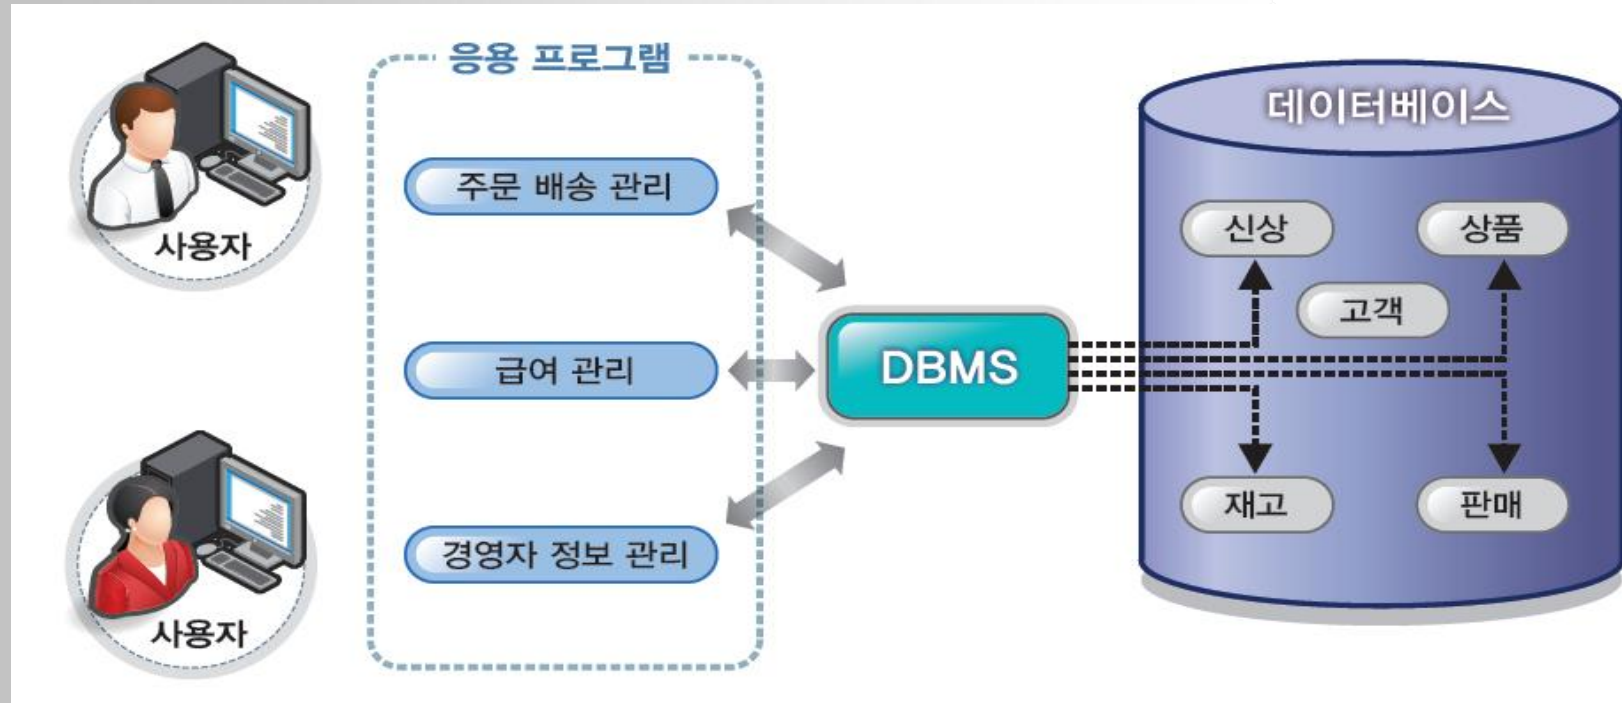 응용 프로그램
데이터베이스
사용자
주문 배송 관리
급여 관리
경영자 정보 관리
사용자
DBMS
신상
상품
고객
재고
판매